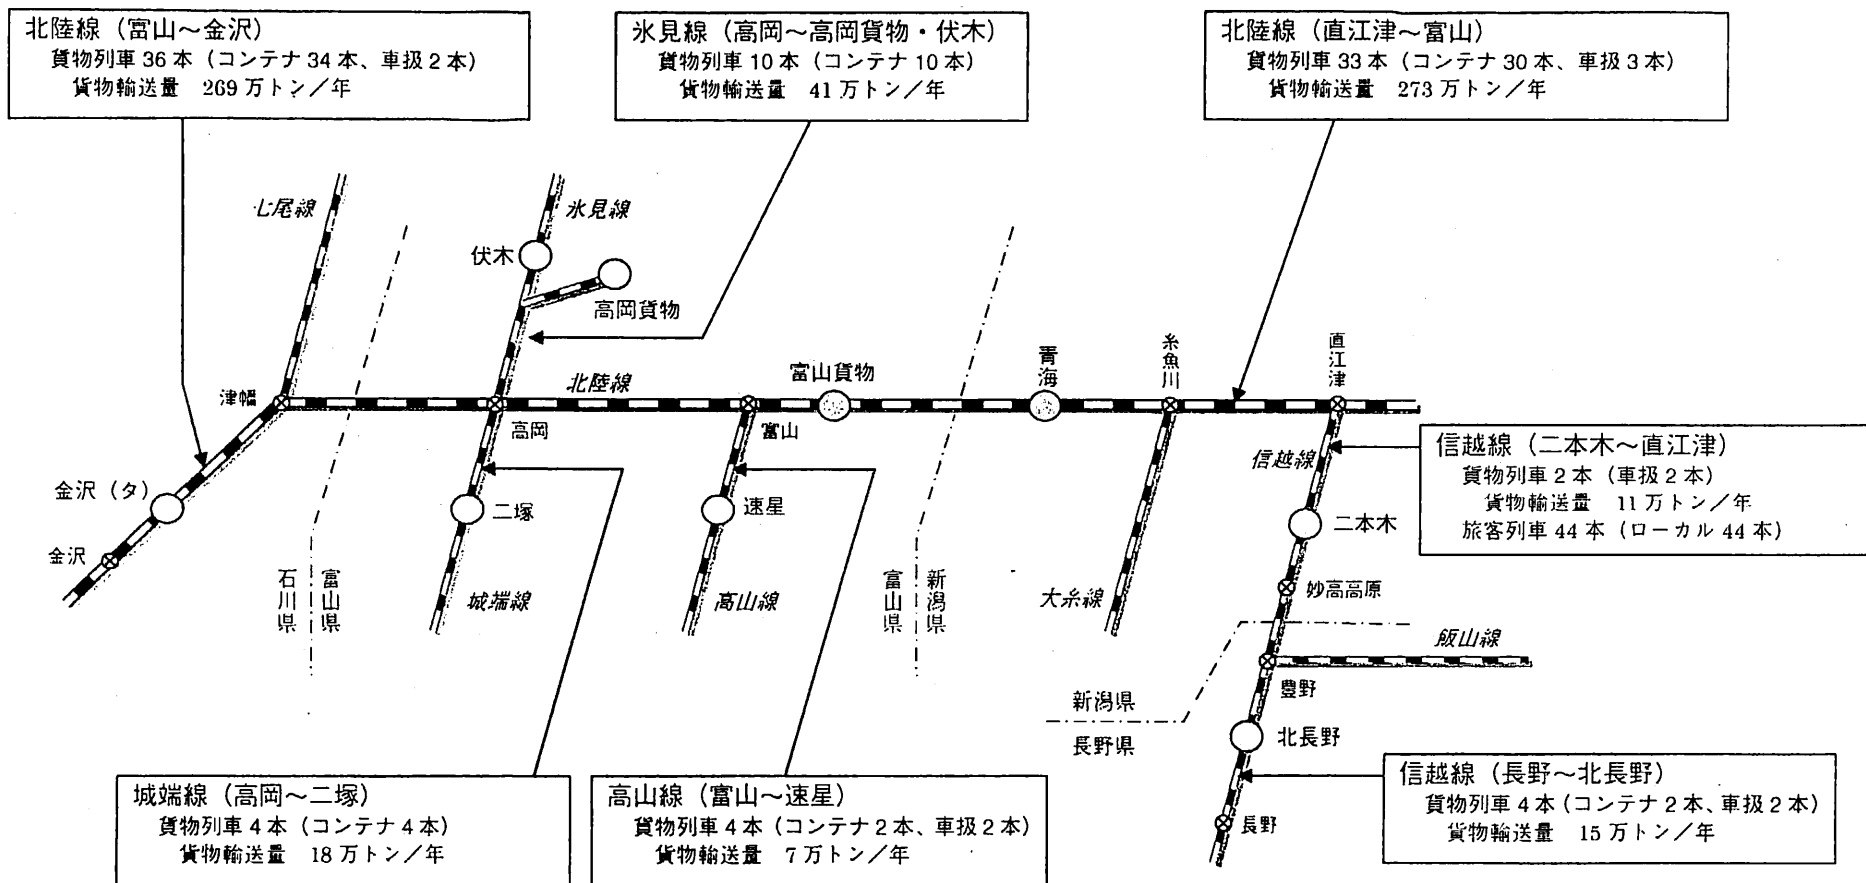 北陸線（富山～金沢）
貨物列車 36 本（コンテナ 34 本、車扱 2 本）
貨物輸送量　269 万トン／年
氷見線（高岡～高岡貨物・伏木）
貨物列車 10 本（コンテナ 10 本）
貨物輸送量　41 万トン／年
北陸線（直江津～富山）
貨物列車 33 本（コンテナ 30 本、車扱 3 本）
貨物輸送量　273 万トン／年
七尾線
氷見線
伏木
高岡貨物
津幡
北陸線
高岡
富山貨物
富山
青海
糸魚川
直江津
金沢（タ）
金沢
二塚
速星
石川県
富山県
城端線
高山線
富山県
新潟県
大糸線
信越線
二本木
妙高高原
飯山線
豊野
新潟県
長野県
北長野
長野
信越線（二本木～直江津）
貨物列車 2 本（車扱 2 本）
貨物輸送量　11 万トン／年
旅客列車 44 本（ローカル 44 本）
城端線（高岡～二塚）
貨物列車 4 本（コンテナ 4 本）
貨物輸送量　18 万トン／年
高山線（富山～速星）
貨物列車 4 本（コンテナ 2 本、車扱 2 本）
貨物輸送量　7 万トン／年
信越線（長野～北長野）
貨物列車 4 本（コンテナ 2 本、車扱 2 本）
貨物輸送量　15 万トン／年